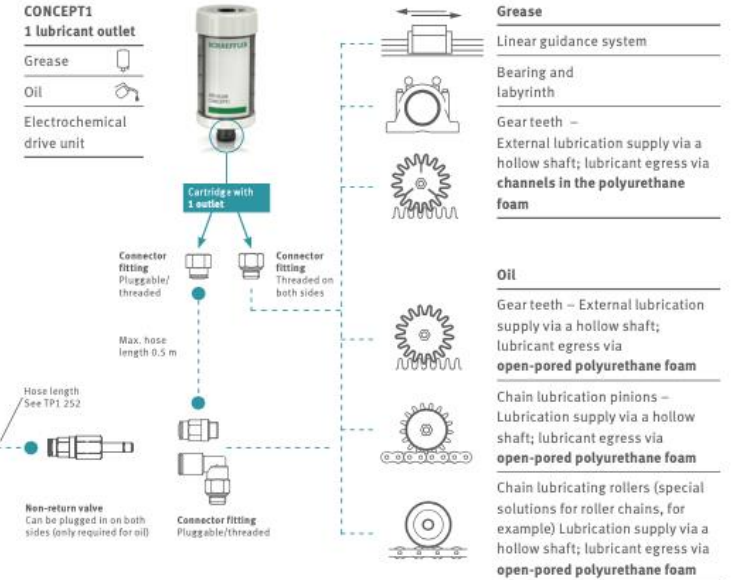 CONCEPT1
1 lubricant outlet
Grease
Oil
Electrochemical
drive unit
SCHAEFFLER
CONCEPT1
Cartridge with
1 outlet
Connector
fitting
Pluggable/
threaded
Connector
fitting
Threaded on
both sides
Max. hose
length 0.5 m
Hose length
See TP1 252
Non-return valve
Can be plugged in on both
sides (only required for oil)
Connector fitting
Pluggable/threaded
Grease
Linear guidance system
Bearing and
labyrinth
Gear teeth –
External lubrication supply via a
hollow shaft; lubricant egress via
channels in the polyurethane
foam
Oil
Gear teeth – External lubrication
supply via a hollow shaft;
lubricant egress via
open-pored polyurethane foam
Chain lubrication pinions –
Lubrication supply via a hollow
shaft; lubricant egress via
open-pored polyurethane foam
Chain lubricating rollers (special
solutions for roller chains, for
example) Lubrication supply via a
hollow shaft; lubricant egress via
open-pored polyurethane foam